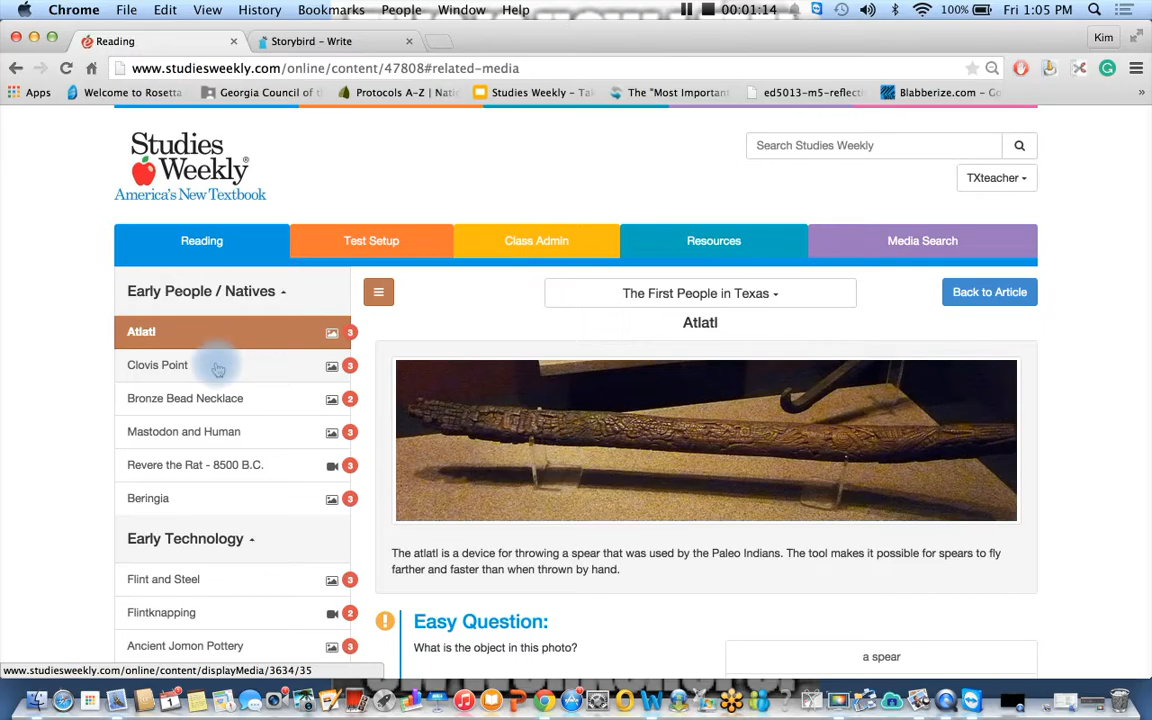 Chrome File Edit View History Bookmarks People Window Help 00:01:14 100% Fri 1:05 PM
Reading × Storybird - Write × Kim
www.studiesweekly.com/online/content/47808#related-media
Apps Welcome to Rosetta Georgia Council of th Protocols A-Z | Nati Studies Weekly - Tak The "Most Important ed5013-m5-reflecti Blabberize.com - Go »
Studies
Weekly®
America's New Textbook
Search Studies Weekly
TXteacher
Reading Test Setup Class Admin Resources Media Search
Early People / Natives
The First People in Texas
Back to Article
Atlatl
Atlatl 3
Clovis Point 3
Bronze Bead Necklace 2
Mastodon and Human 3
Revere the Rat - 8500 B.C. 3
Beringia 3
Early Technology
Flint and Steel 3
Flintknapping 2
Ancient Jomon Pottery 3
The atlatl is a device for throwing a spear that was used by the Paleo Indians. The tool makes it possible for spears to fly
farther and faster than when thrown by hand.
Easy Question:
What is the object in this photo?
a spear
www.studiesweekly.com/online/content/displayMedia/3634/35